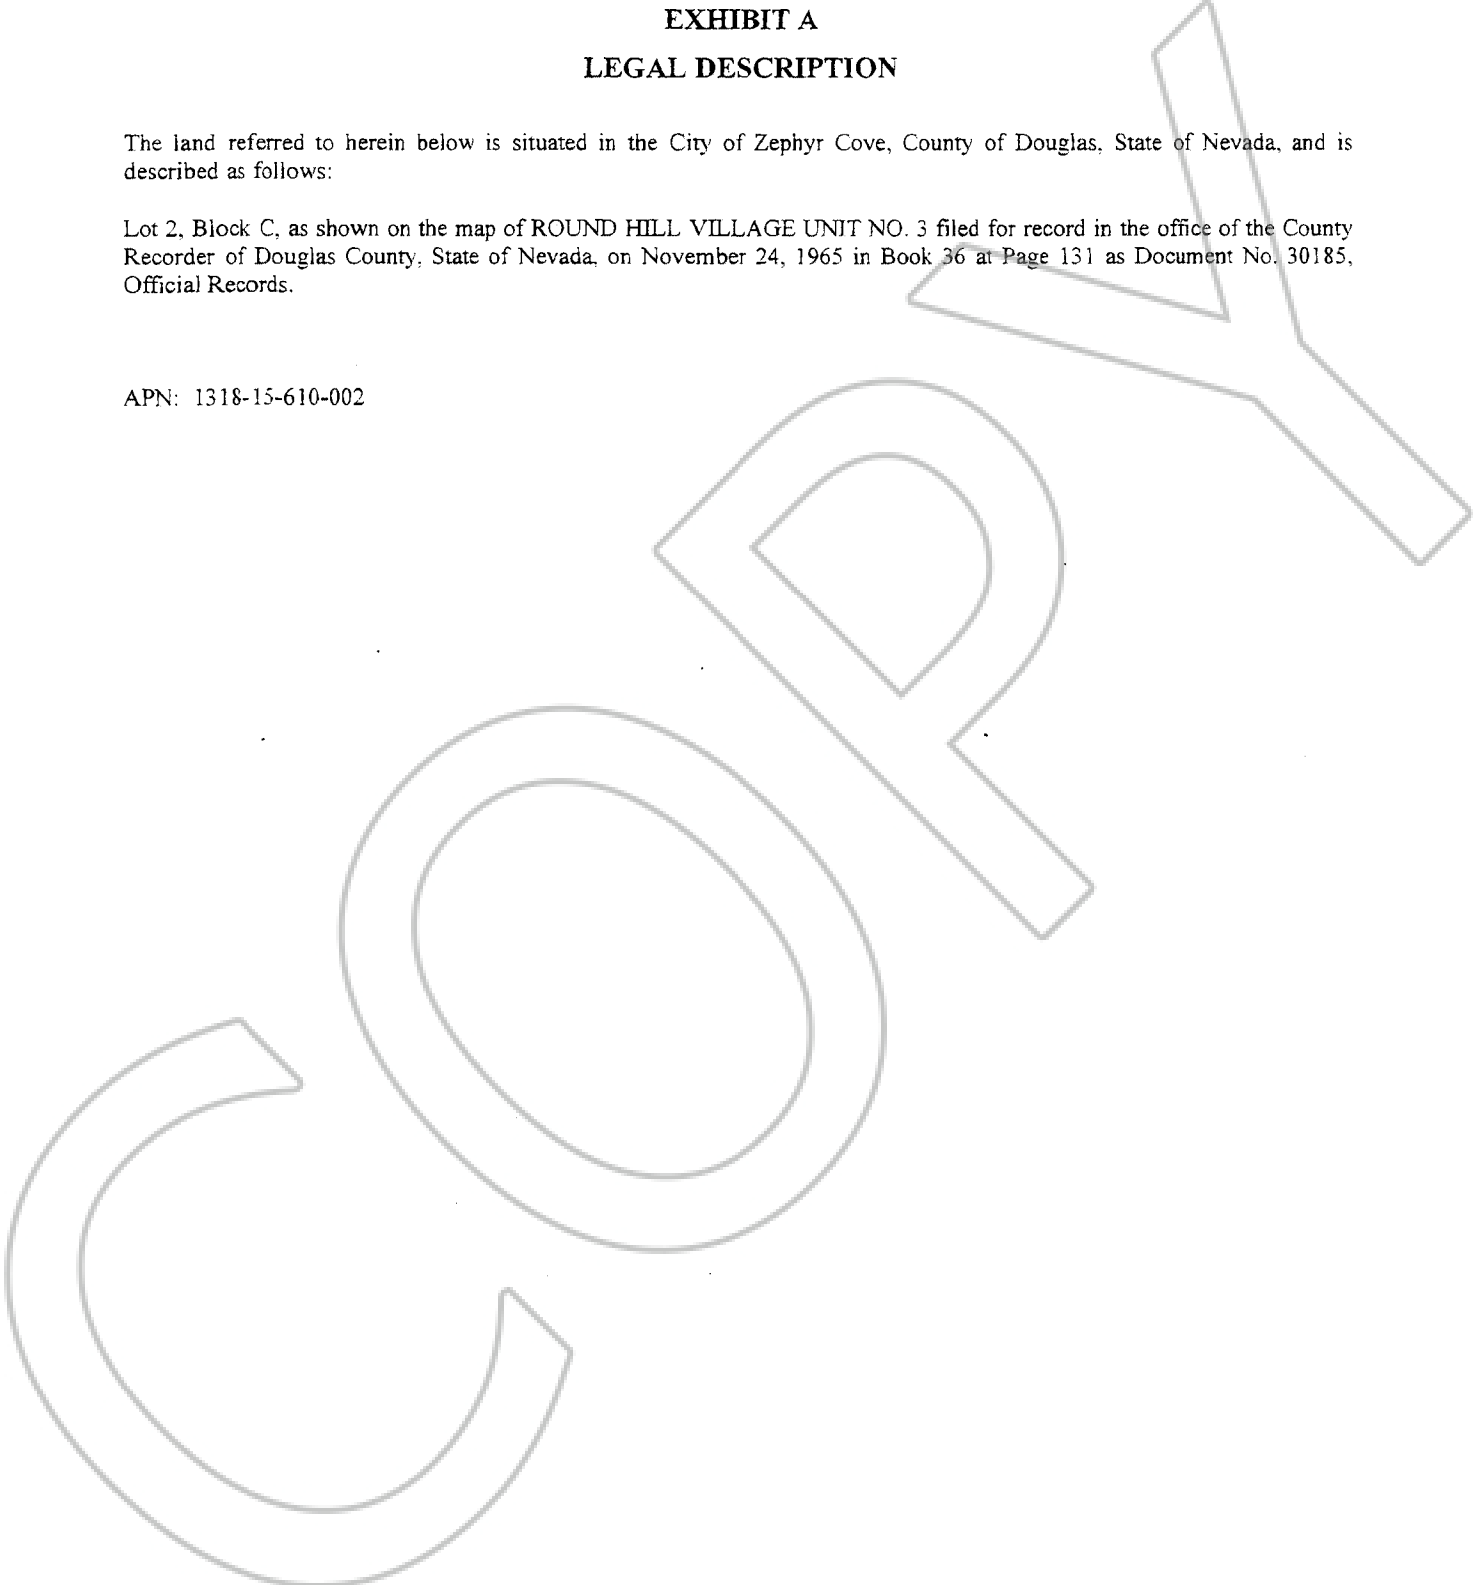 EXHIBIT A
LEGAL DESCRIPTION
The land referred to herein below is situated in the City of Zephyr Cove, County of Douglas, State of Nevada, and is
described as follows:
Lot 2, Block C, as shown on the map of ROUND HILL VILLAGE UNIT NO. 3 filed for record in the office of the County
Recorder of Douglas County, State of Nevada, on November 24, 1965 in Book 36 at Page 131 as Document No. 30185,
Official Records.
APN: 1318-15-610-002
COPY